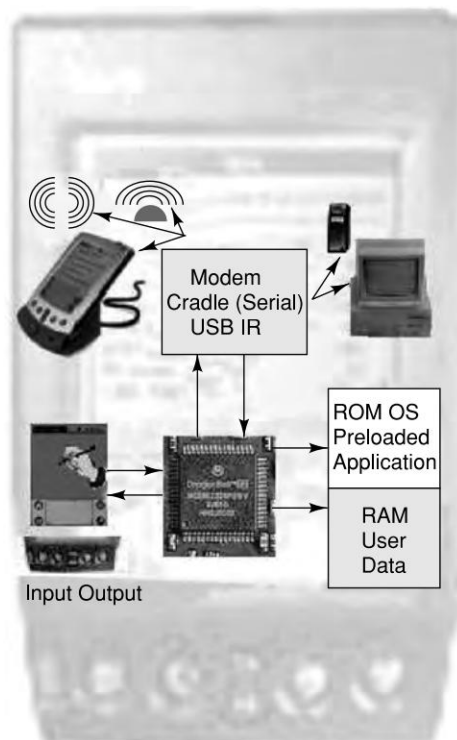 Modem
Cradle (Serial)
USB IR
ROM OS
Preloaded
Application
RAM
User
Data
Input Output